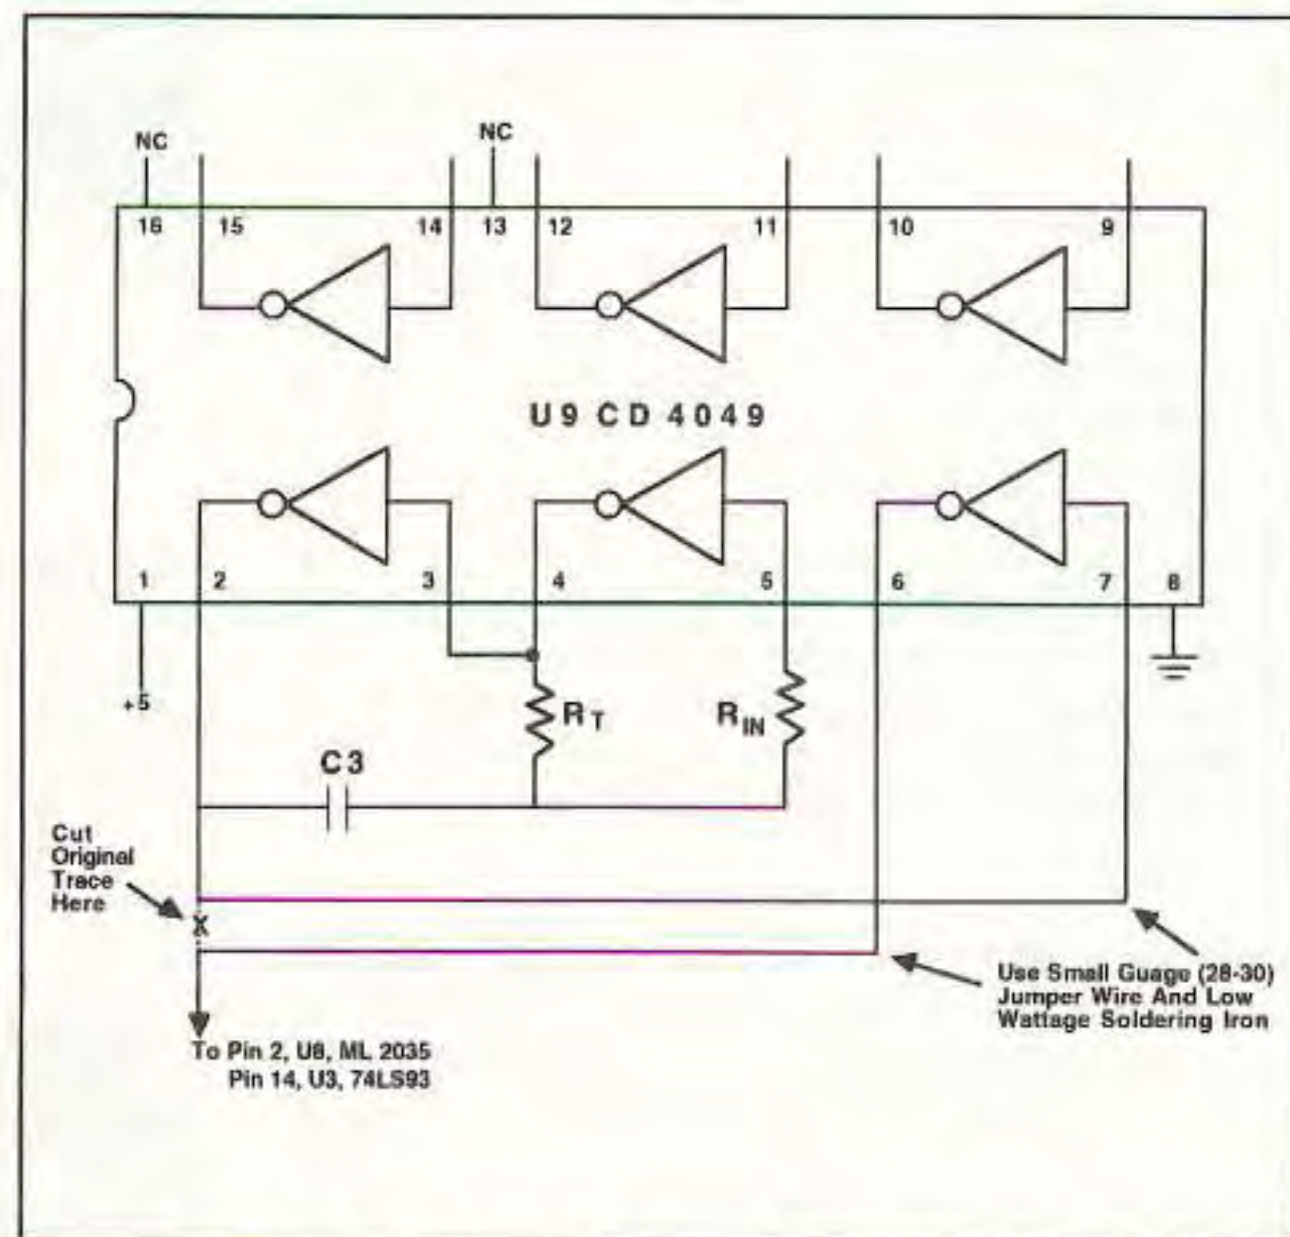 NC
NC
16 15 14 13 12 11 10 9
U9 CD 4049
1 2 3 4 5 6 7 8
+5
RT
RIN
C3
Cut
Original
Trace
Here
X
Use Small Guage (28-30)
Jumper Wire And Low
Wattage Soldering Iron
To Pin 2, U8, ML 2035
Pin 14, U3, 74LS93